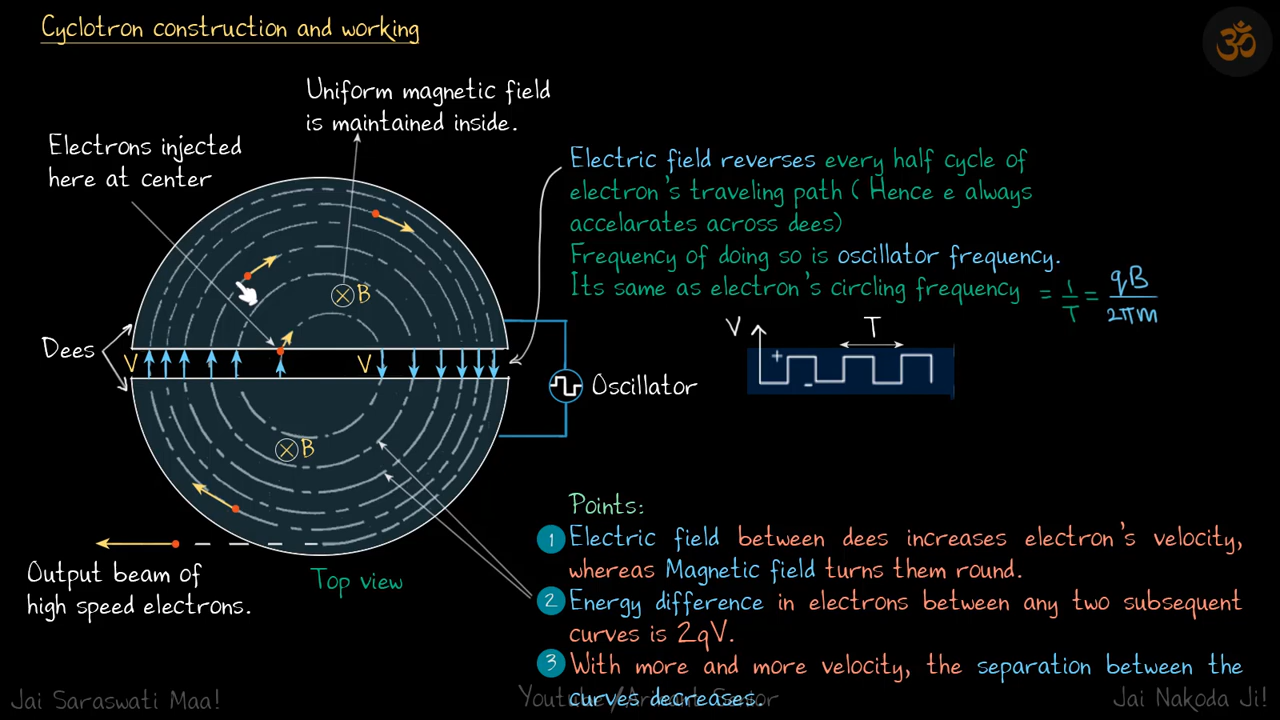 Cyclotron construction and working
ॐ
Uniform magnetic field
is maintained inside.
Electrons injected
here at center
Electric field reverses every half cycle of
electron's traveling path ( Hence e always
accelarates across dees)
Frequency of doing so is oscillator frequency.
Its same as electron's circling frequency = 1/T = qB/2πm
B
Dees
V
V
V
T
+
-
Oscillator
B
Points:
1 Electric field between dees increases electron's velocity,
whereas Magnetic field turns them round.
2 Energy difference in electrons between any two subsequent
curves is 2qV.
3 With more and more velocity, the separation between the
curves decreases.
Output beam of
high speed electrons.
Top view
Jai Saraswati Maa!
Youtube/
Jai Nakoda Ji!